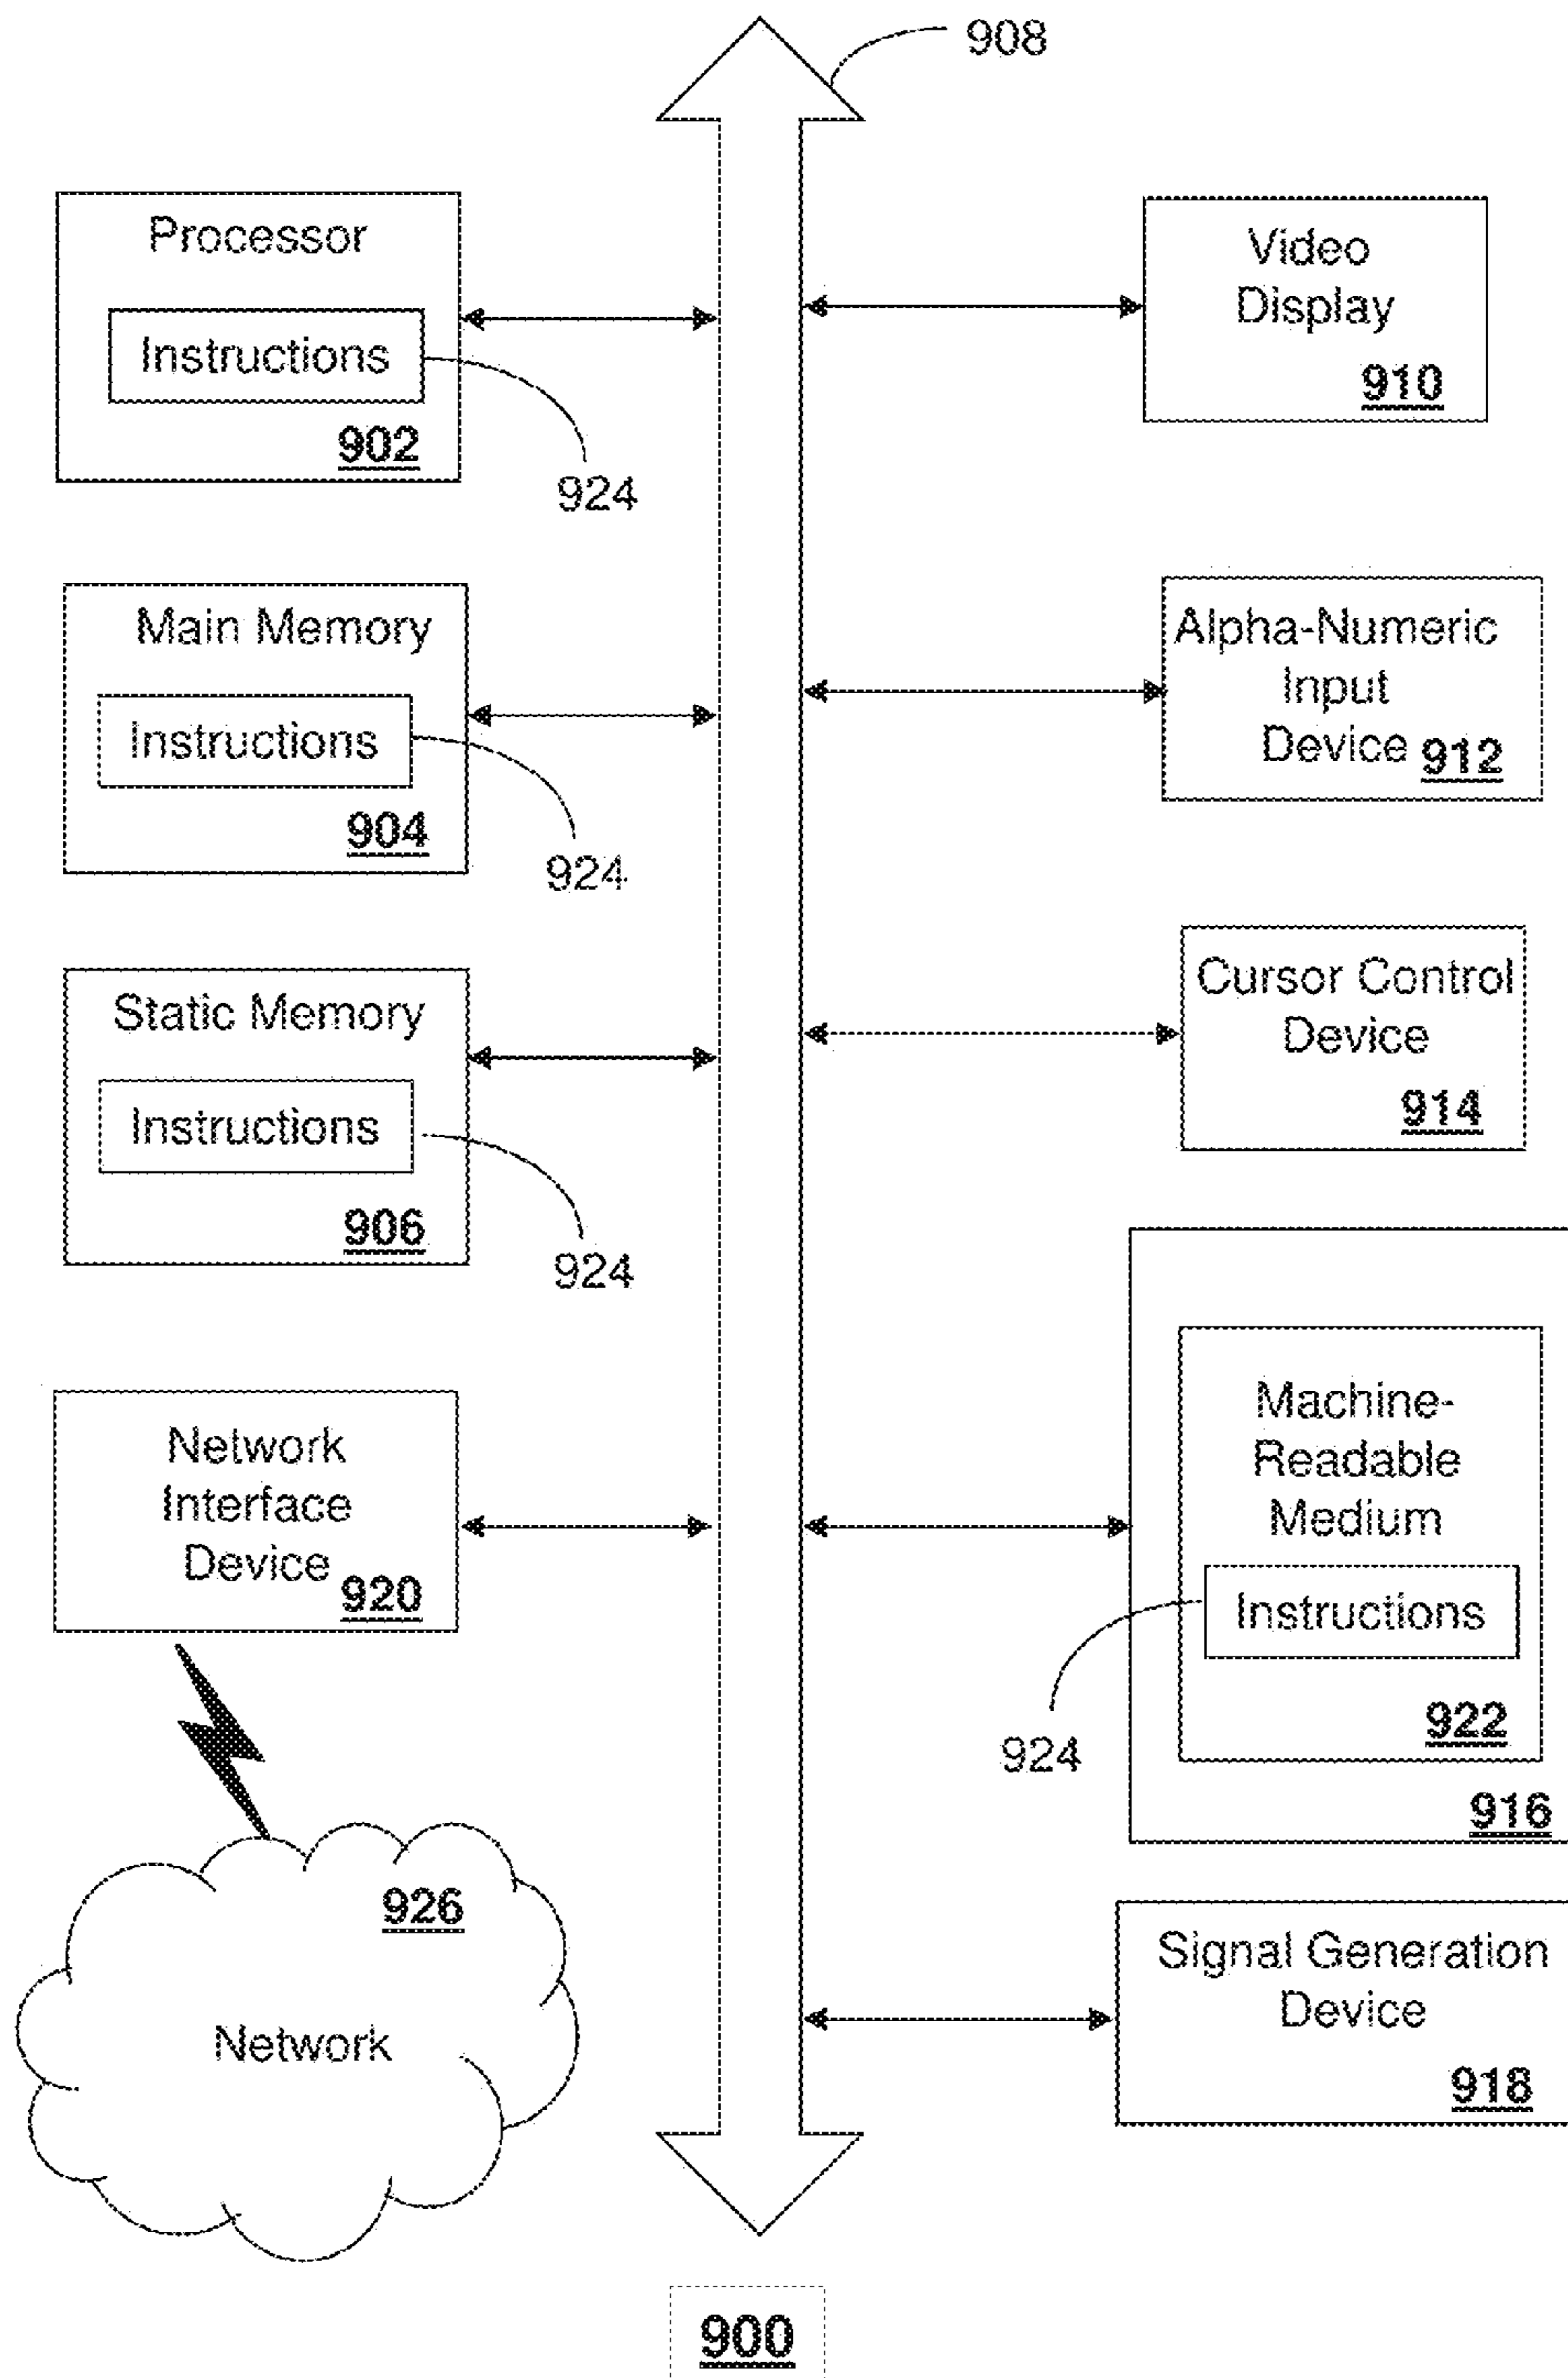 908
Processor
Instructions
902
924
Video
Display
910
Main Memory
Instructions
904
924
Alpha-Numeric
Input
Device 912
Static Memory
Instructions
906
924
Cursor Control
Device
914
Network
Interface
Device 920
Machine-
Readable
Medium
Instructions
924
922
916
926
Network
Signal Generation
Device
918
900